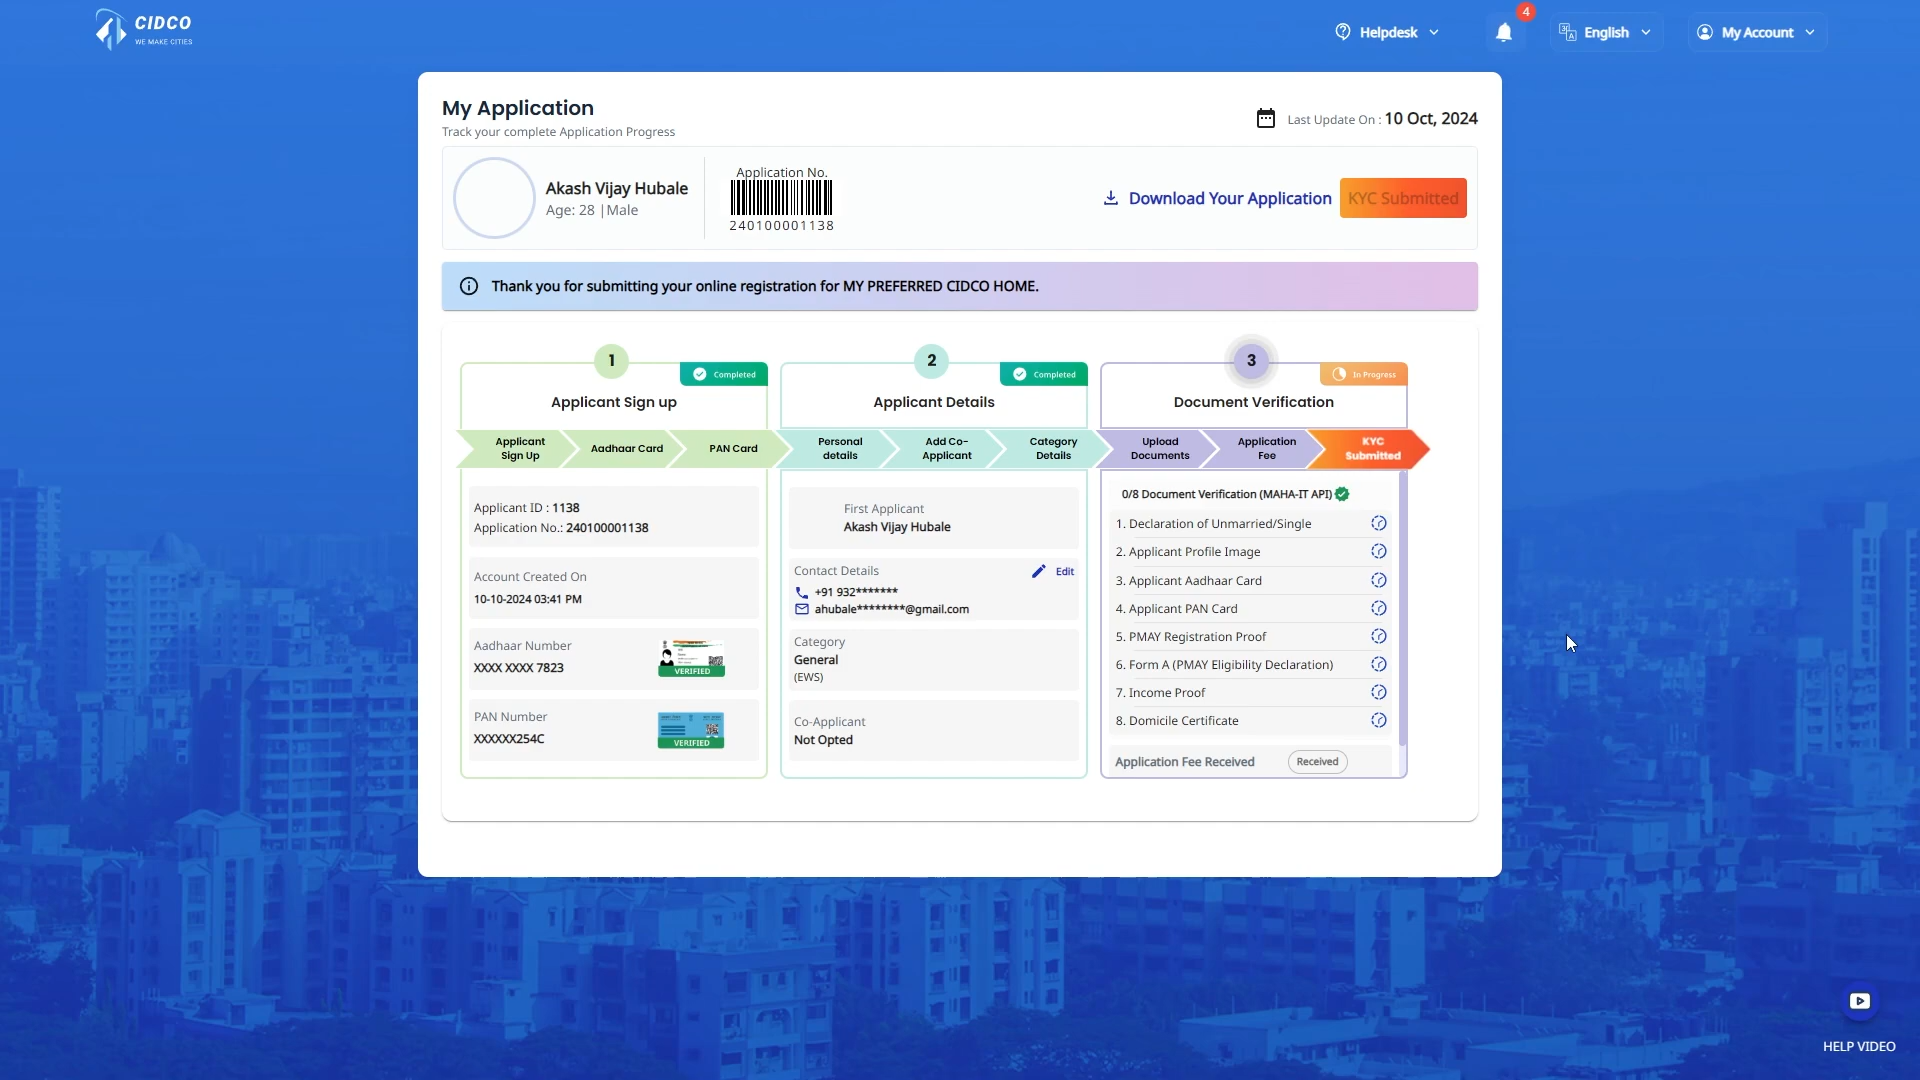 CIDCO
WE MAKE CITIES
Helpdesk
4
English
My Account
My Application
Track your complete Application Progress
Last Update On : 10 Oct, 2024
Akash Vijay Hubale
Age: 28 |Male
Application No.
240100001138
Download Your Application
KYC Submitted
Thank you for submitting your online registration for MY PREFERRED CIDCO HOME.
1
Completed
Applicant Sign up
2
Completed
Applicant Details
3
In Progress
Document Verification
Applicant
Sign Up
Aadhaar Card
PAN Card
Personal
details
Add Co-
Applicant
Category
Details
Upload
Documents
Application
Fee
KYC
Submitted
Applicant ID : 1138
Application No.: 240100001138
Account Created On
10-10-2024 03:41 PM
Aadhaar Number
XXXX XXXX 7823
VERIFIED
PAN Number
XXXXXX254C
VERIFIED
First Applicant
Akash Vijay Hubale
Contact Details
Edit
+91 932*******
ahubale********@gmail.com
Category
General
(EWS)
Co-Applicant
Not Opted
0/8 Document Verification (MAHA-IT API)
1. Declaration of Unmarried/Single
2. Applicant Profile Image
3. Applicant Aadhaar Card
4. Applicant PAN Card
5. PMAY Registration Proof
6. Form A (PMAY Eligibility Declaration)
7. Income Proof
8. Domicile Certificate
Application Fee Received
Received
HELP VIDEO